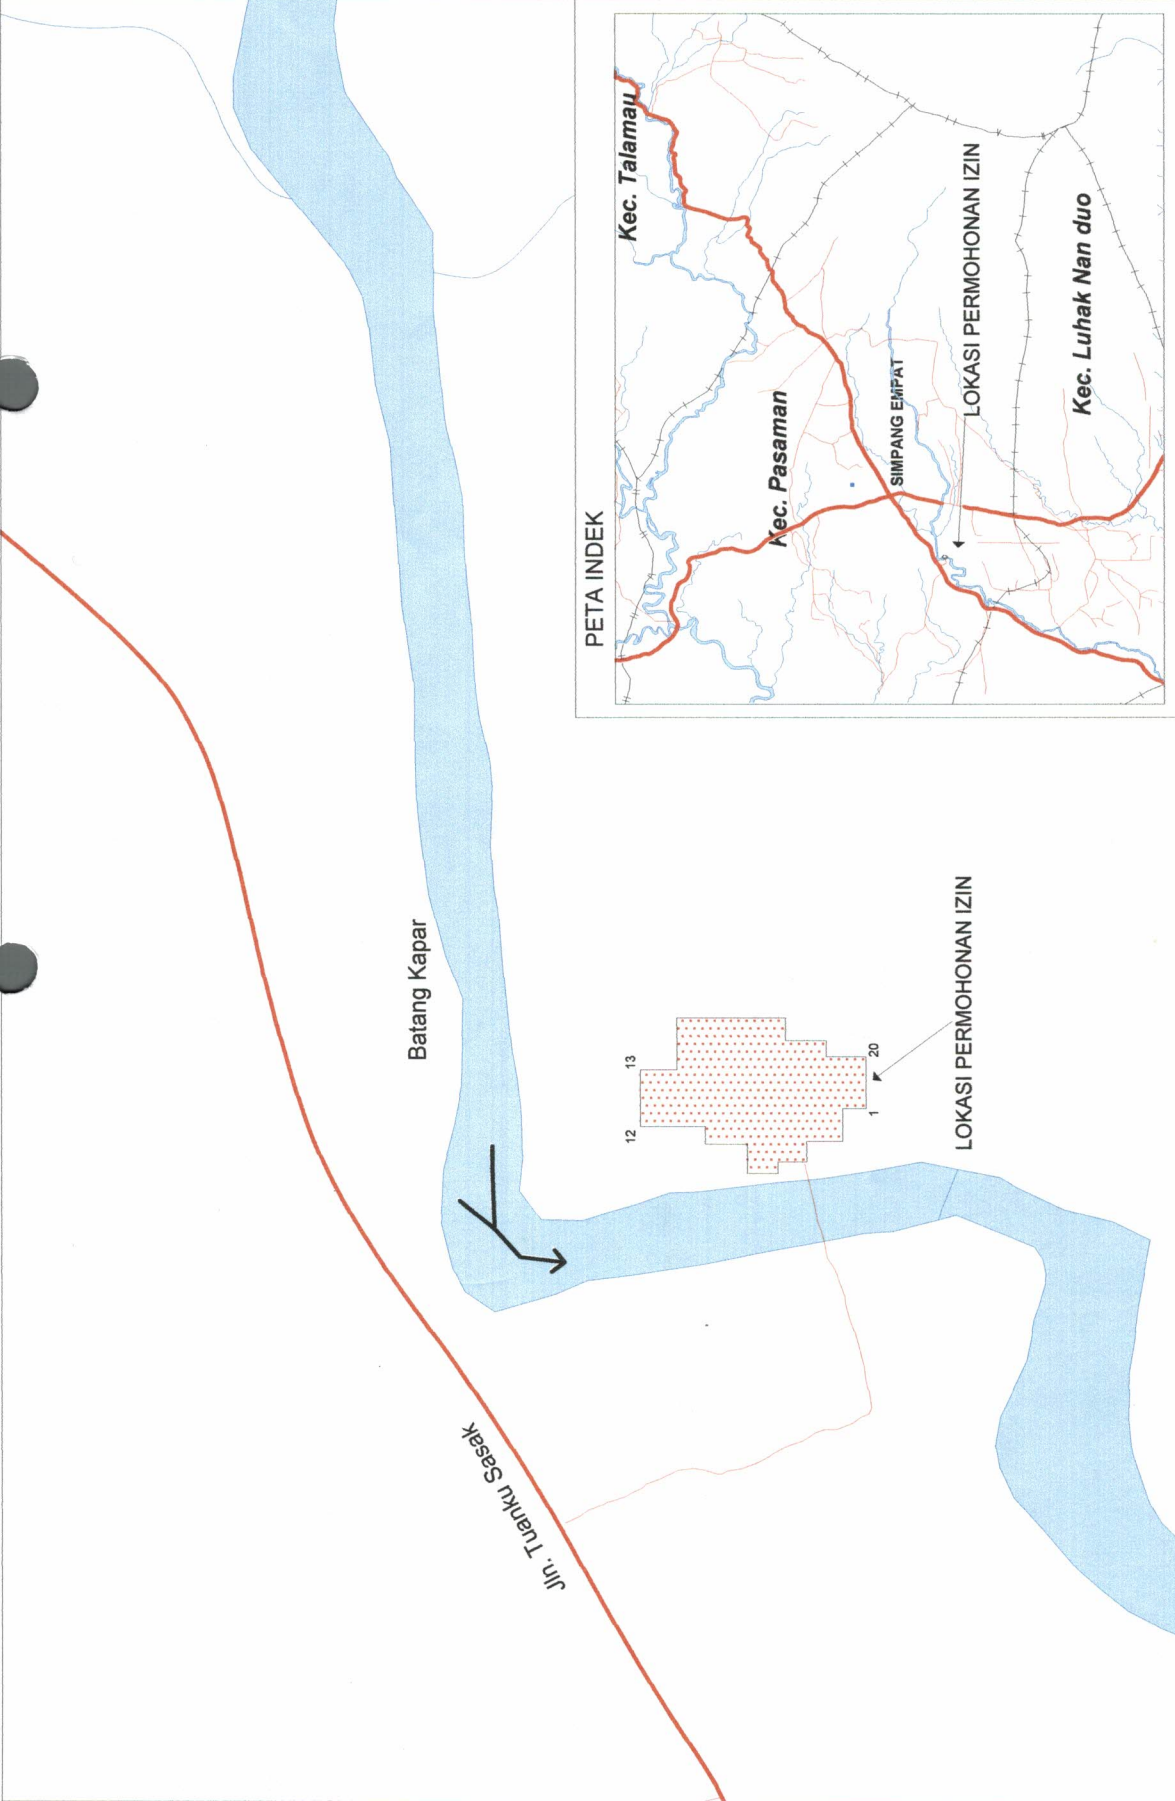 Batang Kapar
Jln. Tuanku Sasak
12
13
1
20
LOKASI PERMOHONAN IZIN
PETA INDEK
Kec. Talamau
Kec. Pasaman
SIMPANG EMPAT
LOKASI PERMOHONAN IZIN
Kec. Luhak Nan duo